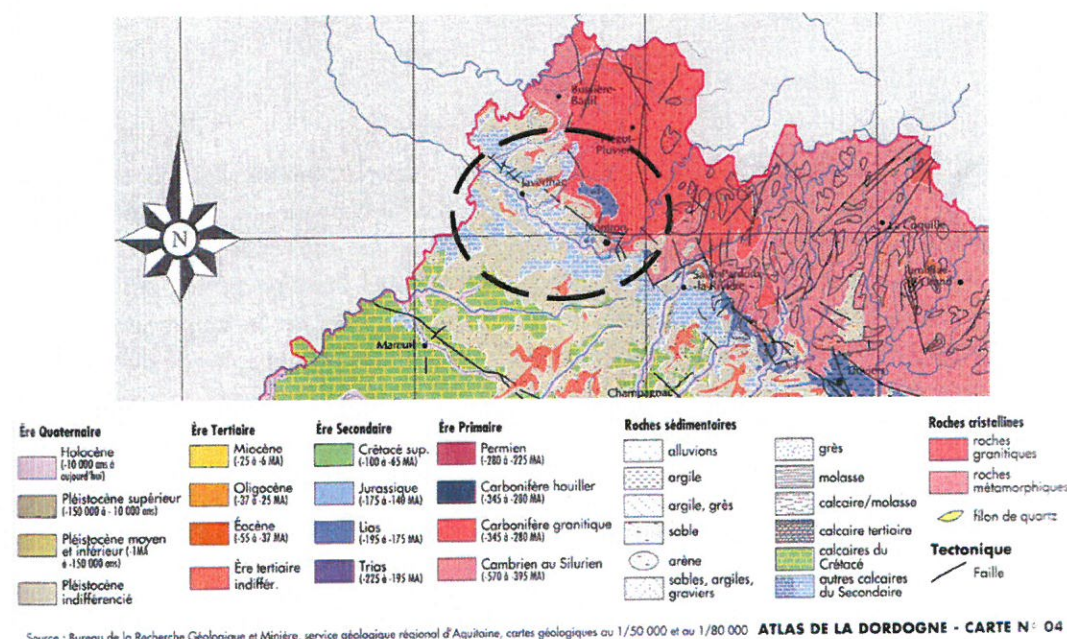 Bussière-
Badil
Piégut-
Pluviers
Javerlhac
N
Nontron
La Coquille
Saint-Pardoux
-la-Rivière
Jumilhac
-le-Grand
Mareuil
Champagnac
Thiviers
Ère Quaternaire
Holocène
(-10 000 ans à
aujourd'hui)
Pléistocène supérieur
(-150 000 à - 10 000 ans)
Pléistocène moyen
et inférieur (-1MA
à -150 000 ans)
Pléistocène
indifférencié
Ère Tertiaire
Miocène
(-25 à -6 MA)
Oligocène
(-37 à -25 MA)
Éocène
(-55 à -37 MA)
Ère tertiaire
indiffér.
Ère Secondaire
Crétacé sup.
(-100 à -65 MA)
Jurassique
(-175 à -140 MA)
Lias
(-195 à -175 MA)
Trias
(-225 à -195 MA)
Ère Primaire
Permien
(-280 à -225 MA)
Carbonifère houiller
(-345 à -280 MA)
Carbonifère granitique
(-345 à -280 MA)
Cambrien au Silurien
(-570 à -395 MA)
Roches sédimentaires
alluvions
argile
argile, grés
sable
arène
sables, argiles,
graviers
grès
molasse
calcaire/molasse
calcaire tertiaire
calcaires du
Crétacé
autres calcaires
du Secondaire
Roches cristallines
roches
granitiques
roches
métamorphiques
filon de quartz
Tectonique
Faille
Source : Bureau de la Recherche Géologique et Minière, service géologique régional d'Aquitaine, cartes géologiques au 1/50 000 et au 1/80 000 ATLAS DE LA DORDOGNE - CARTE N° 04